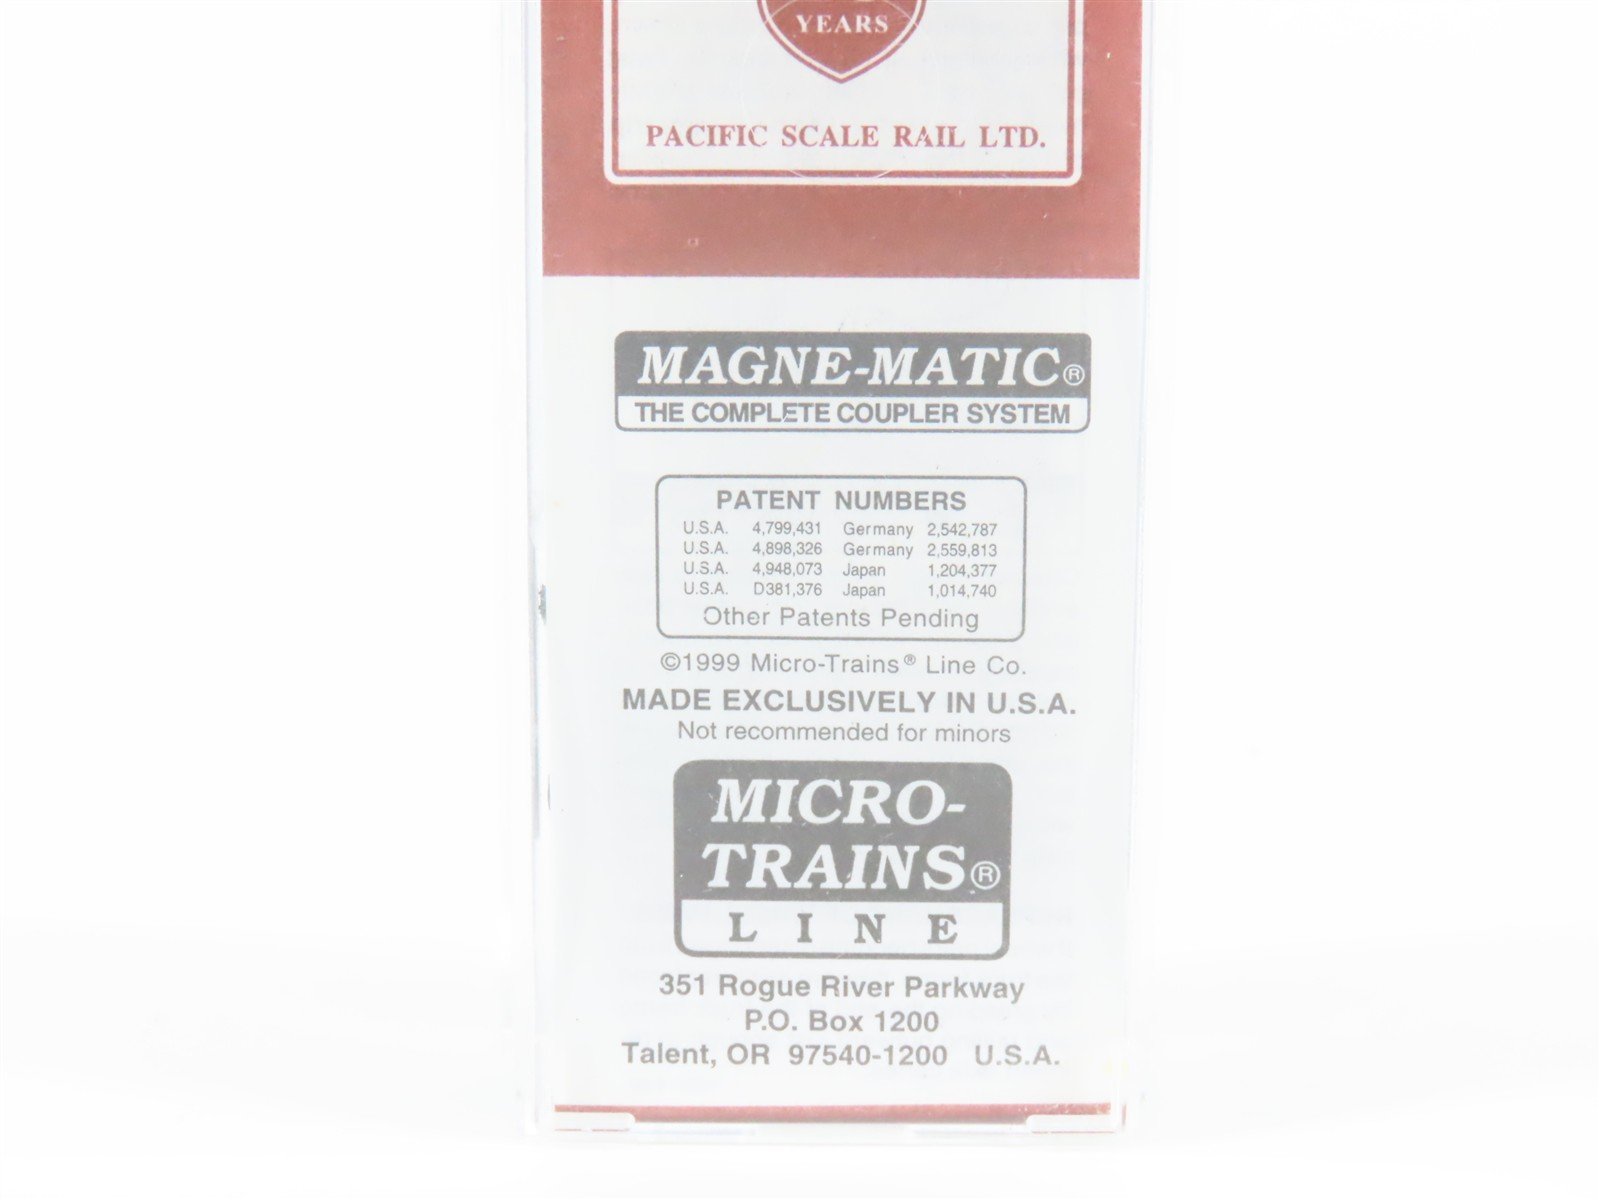 YEARS
PACIFIC SCALE RAIL LTD.
MAGNE-MATIC®
THE COMPLETE COUPLER SYSTEM
PATENT NUMBERS
U.S.A. 4,799,431 Germany 2,542,787
U.S.A. 4,898,326 Germany 2,559,813
U.S.A. 4,948,073 Japan 1,204,377
U.S.A. D381,376 Japan 1,014,740
Other Patents Pending
©1999 Micro-Trains® Line Co.
MADE EXCLUSIVELY IN U.S.A.
Not recommended for minors
MICRO-
TRAINS®
LINE
351 Rogue River Parkway
P.O. Box 1200
Talent, OR 97540-1200 U.S.A.